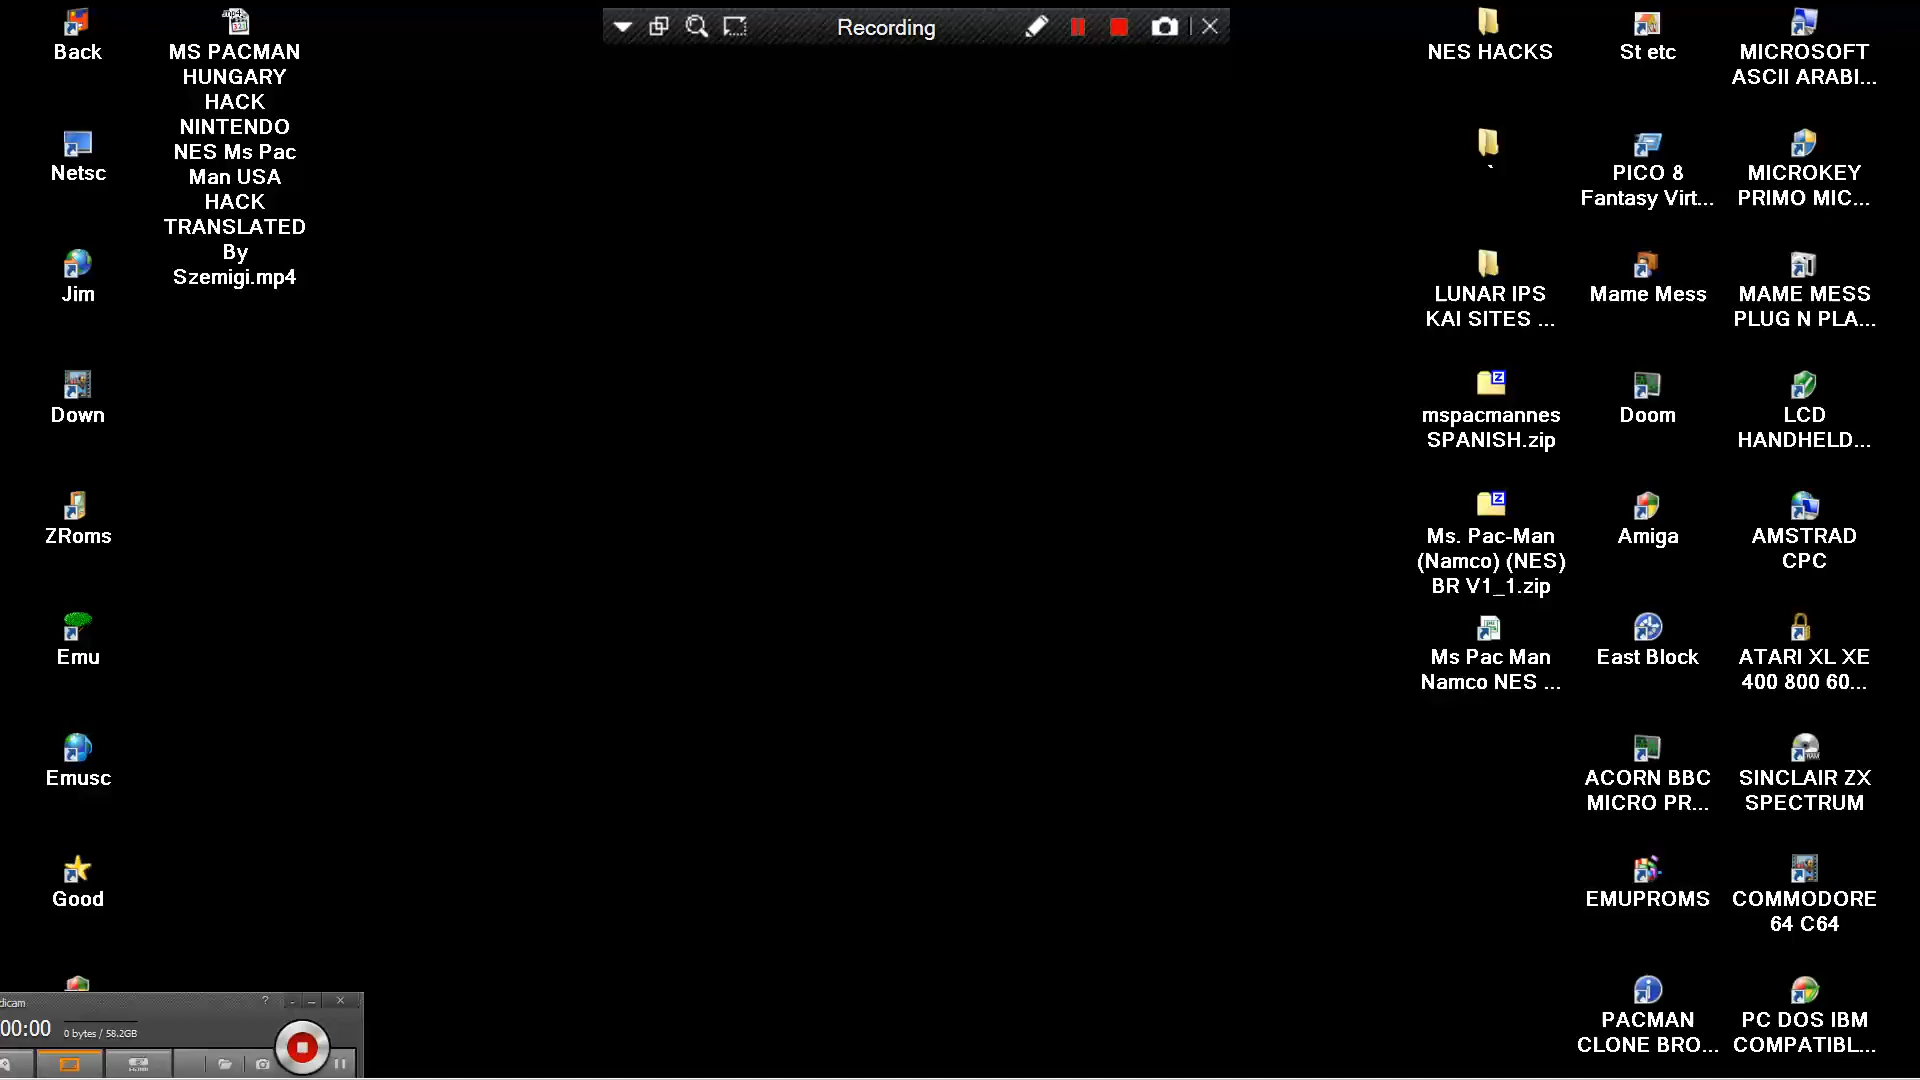 Back
MS PACMAN
HUNGARY
HACK
NINTENDO
NES Ms Pac
Man USA
HACK
TRANSLATED
By
Szemigi.mp4
Netsc
Jim
Down
ZRoms
Emu
Emusc
Good
Recording
NES HACKS
`
LUNAR IPS
KAI SITES ...
mspacmannes
SPANISH.zip
Ms. Pac-Man
(Namco) (NES)
BR V1_1.zip
Ms Pac Man
Namco NES ...
St etc
PICO 8
Fantasy Virt...
Mame Mess
Doom
Amiga
East Block
ACORN BBC
MICRO PR...
EMUPROMS
PACMAN
CLONE BRO...
MICROSOFT
ASCII ARABI...
MICROKEY
PRIMO MIC...
MAME MESS
PLUG N PLA...
LCD
HANDHELD...
AMSTRAD
CPC
ATARI XL XE
400 800 60...
SINCLAIR ZX
SPECTRUM
COMMODORE
64 C64
PC DOS IBM
COMPATIBL...
dicam
?
00:00
0 bytes / 58.2GB